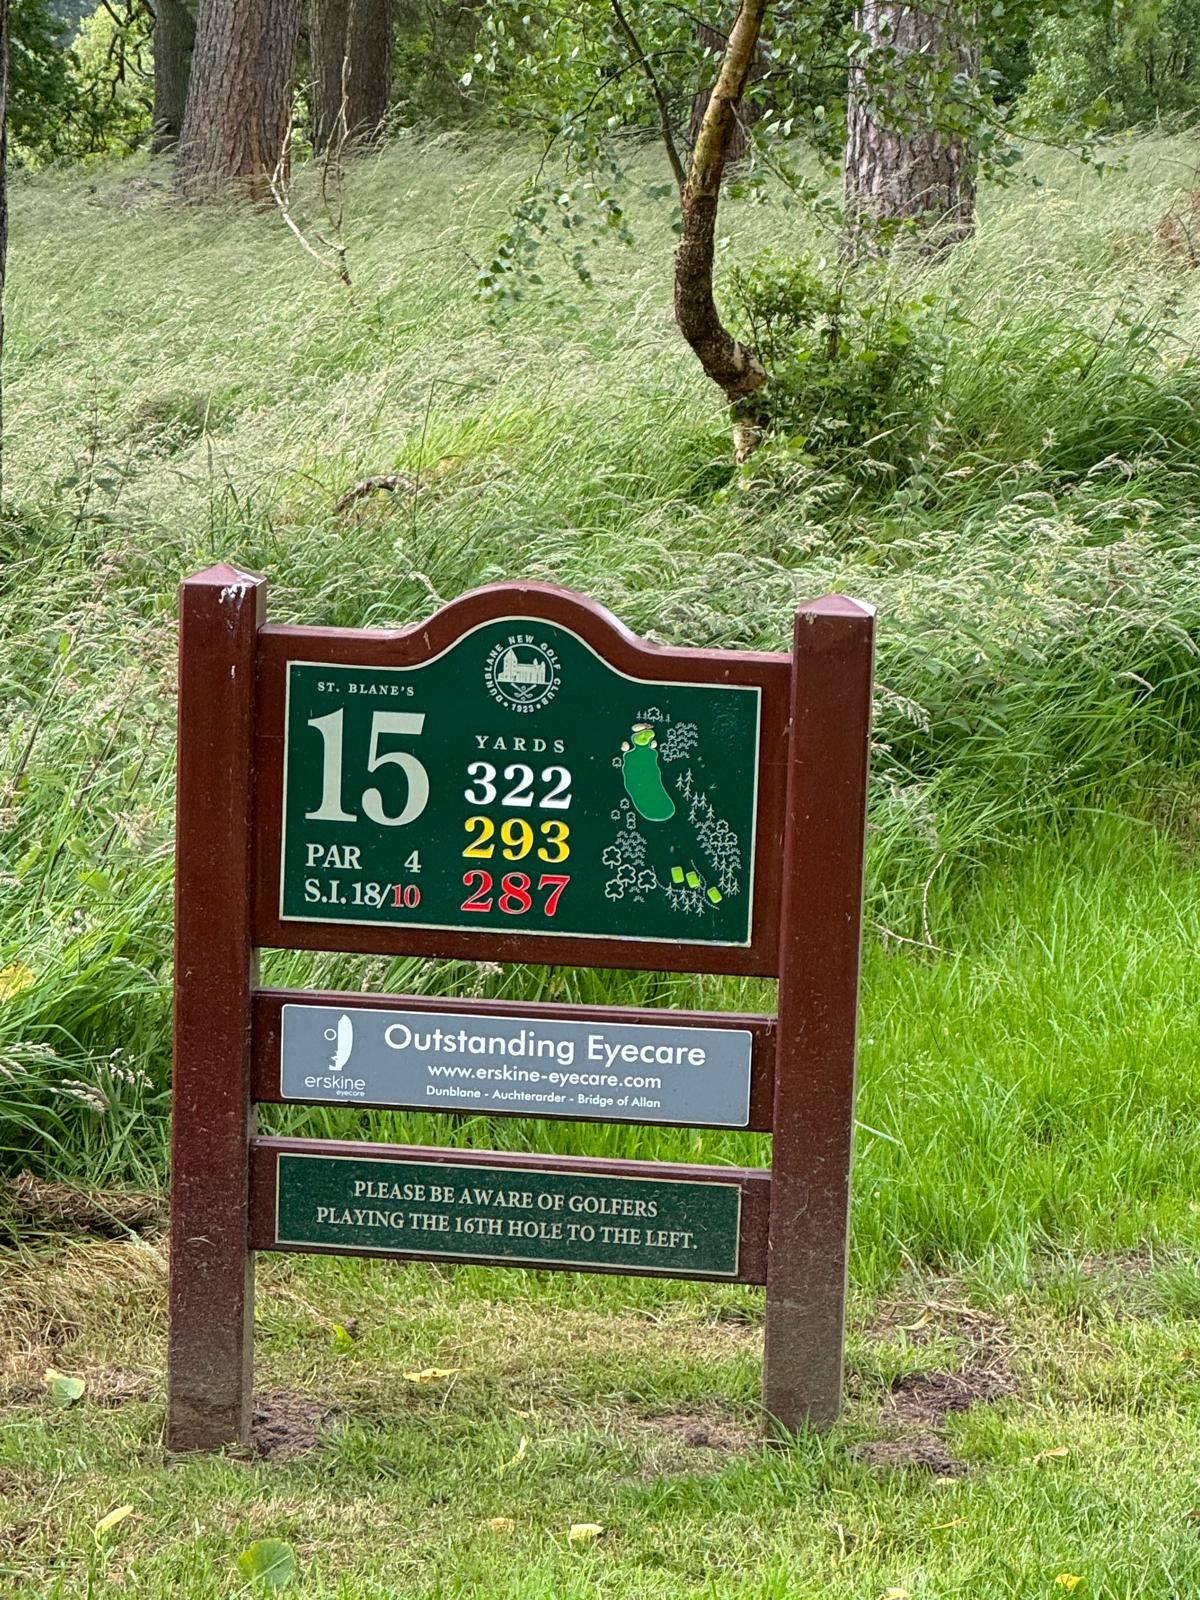 DUNBLANE NEW GOLF CLUB
• 1923 •
ST. BLANE'S
15
YARDS
322
293
287
PAR 4
S.I. 18/10
Outstanding Eyecare
www.erskine-eyecare.com
Dunblane - Auchterarder - Bridge of Allan
erskine
eyecare
PLEASE BE AWARE OF GOLFERS
PLAYING THE 16TH HOLE TO THE LEFT.